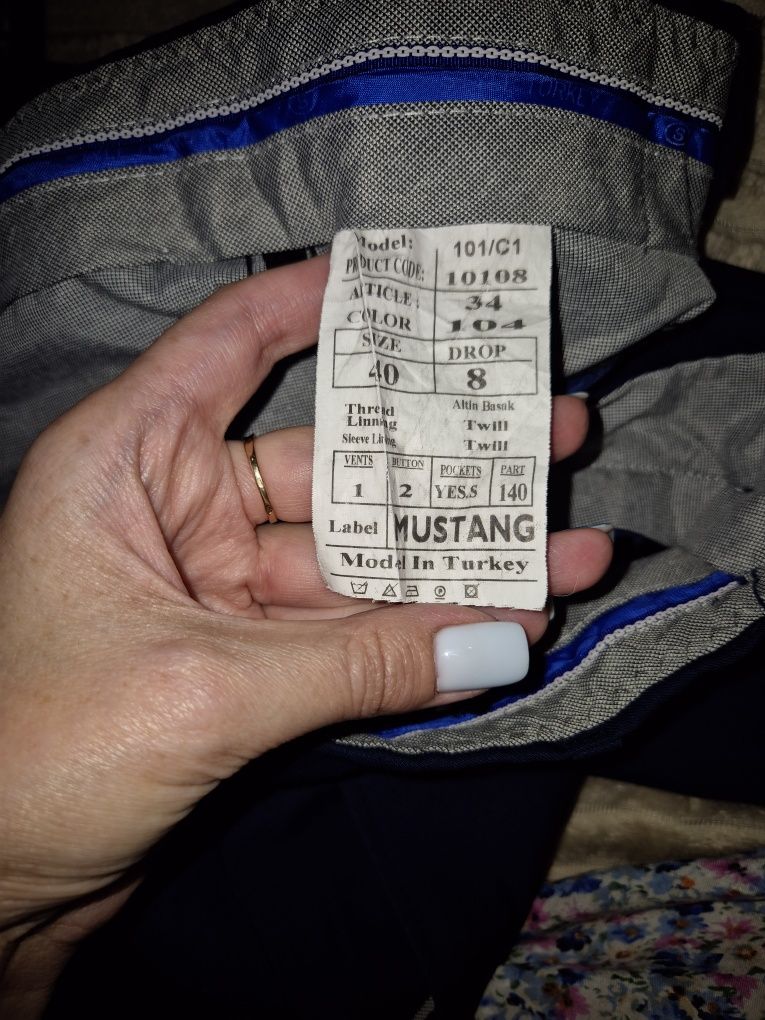 TURKEY
S
Model: 101/C1
PRODUCT CODE: 10108
ARTICLE: 34
COLOR 104
SIZE DROP
40 8
Thread Altin Basak
Linning Twill
Sleeve Lining Twill
VENTS BUTTON POCKETS PART
1 2 YES.S 140
Label MUSTANG
Model In Turkey